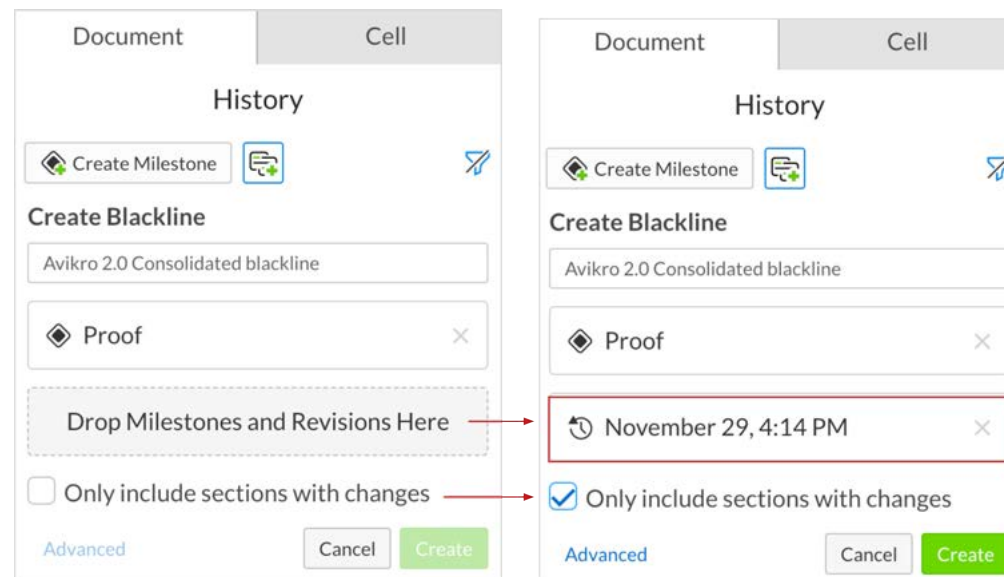 Document
Cell
History
Create Milestone
Create Blackline
Avikro 2.0 Consolidated blackline
Proof
Drop Milestones and Revisions Here
Only include sections with changes
Advanced
Cancel
Create
Document
Cell
History
Create Milestone
Create Blackline
Avikro 2.0 Consolidated blackline
Proof
November 29, 4:14 PM
Only include sections with changes
Advanced
Cancel
Create